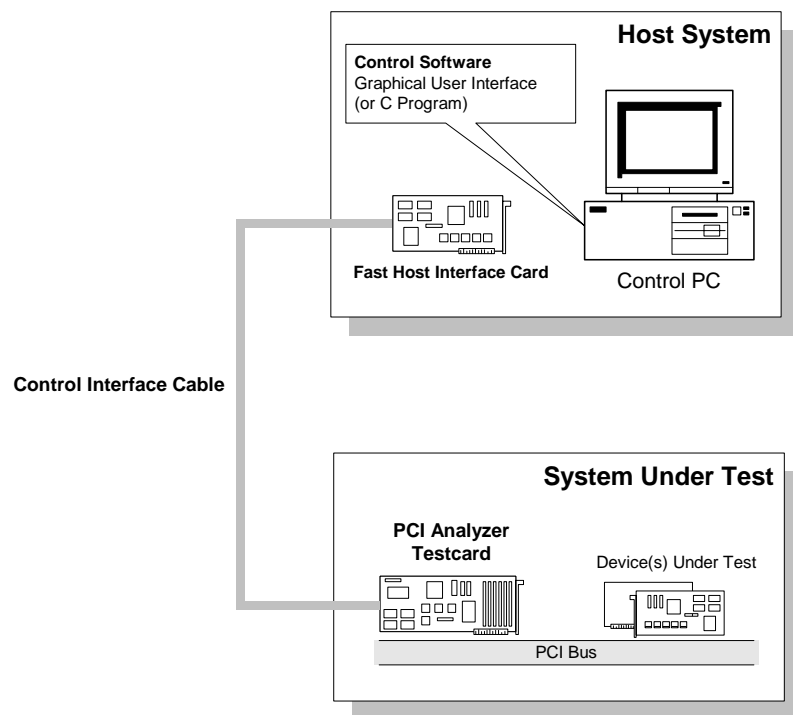 Host System
Control Software
Graphical User Interface
(or C Program)
Fast Host Interface Card
Control PC
Control Interface Cable
System Under Test
PCI Analyzer
Testcard
Device(s) Under Test
PCI Bus